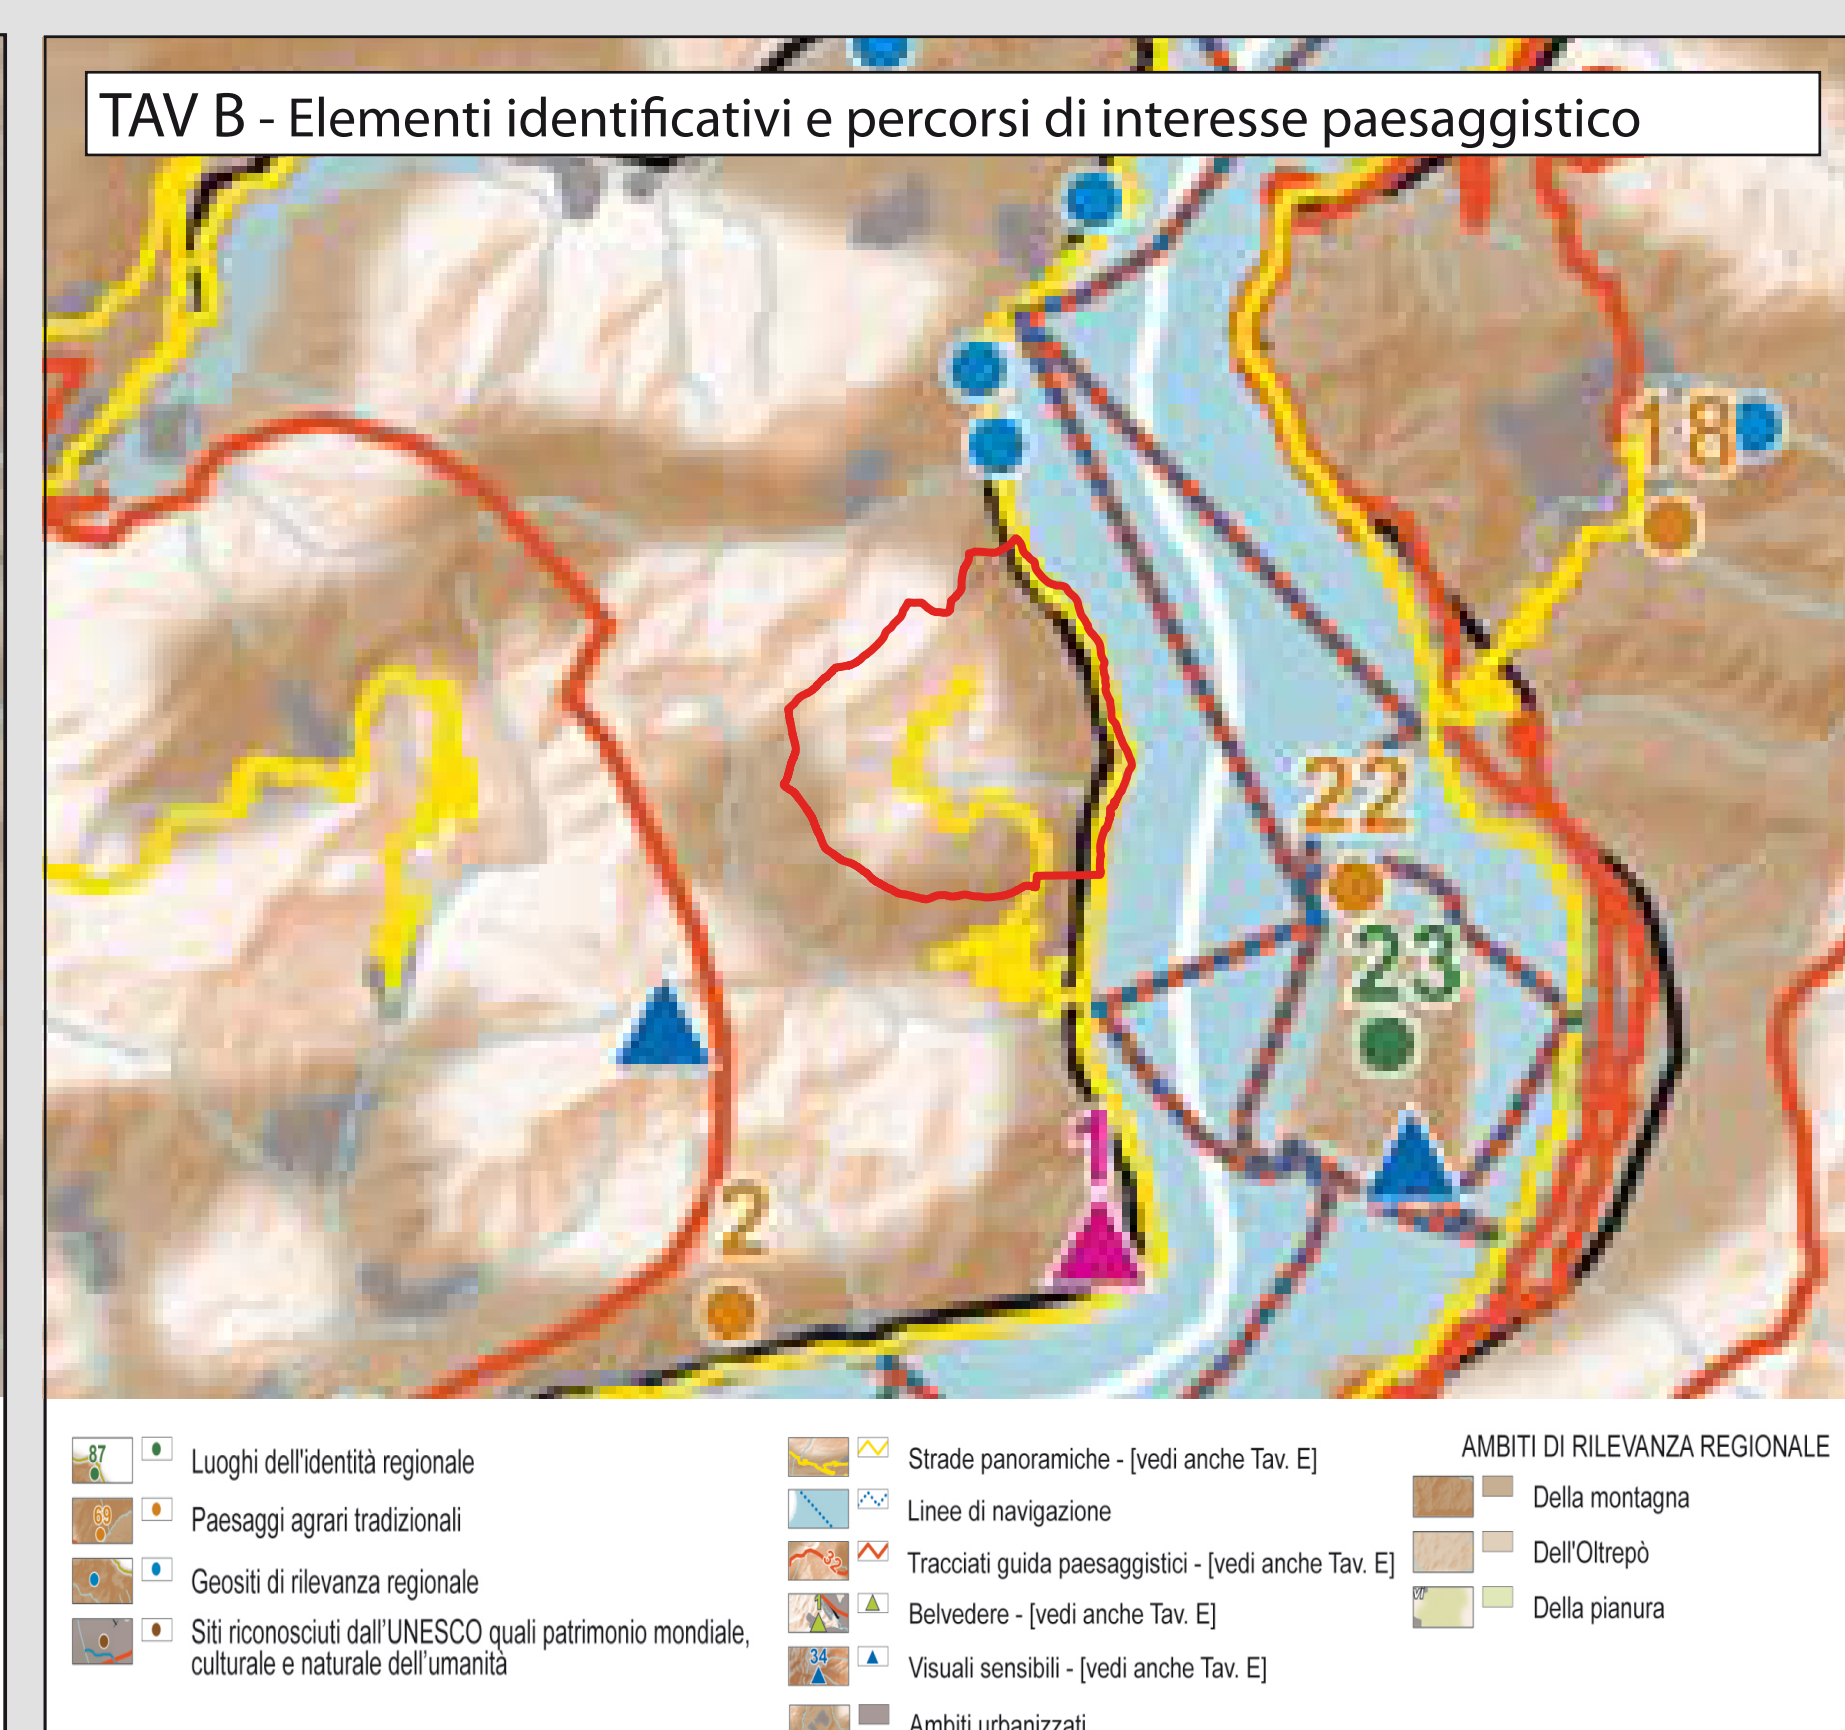 TAV B - Elementi identificativi e percorsi di interesse paesaggistico
7
18
22
23
1
2
87
Luoghi dell'identità regionale
69
Paesaggi agrari tradizionali
Geositi di rilevanza regionale
Siti riconosciuti dall'UNESCO quali patrimonio mondiale,
culturale e naturale dell'umanità
Strade panoramiche - [vedi anche Tav. E]
Linee di navigazione
32
Tracciati guida paesaggistici - [vedi anche Tav. E]
1
Belvedere - [vedi anche Tav. E]
34
Visuali sensibili - [vedi anche Tav. E]
Ambiti urbanizzati
AMBITI DI RILEVANZA REGIONALE
Della montagna
Dell'Oltrepò
Della pianura